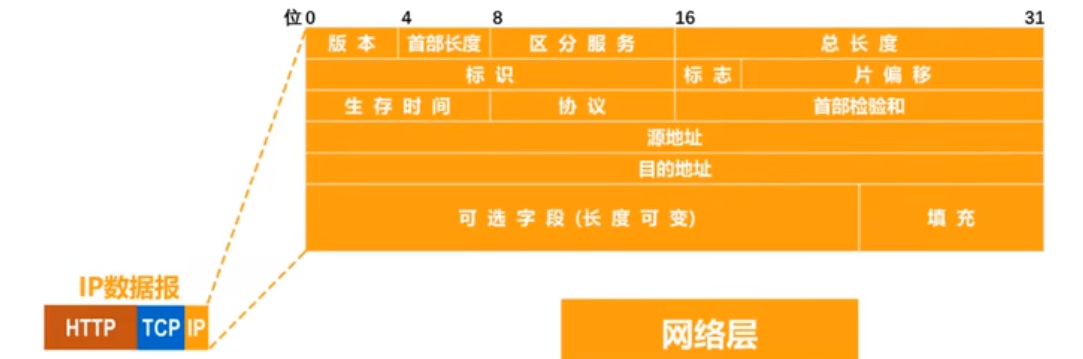 位 0 4 8 16 31
版本 首部长度 区分服务 总长度
标识 标志 片偏移
生存时间 协议 首部检验和
源地址
目的地址
可选字段(长度可变) 填充
IP数据报
HTTP TCP IP
网络层